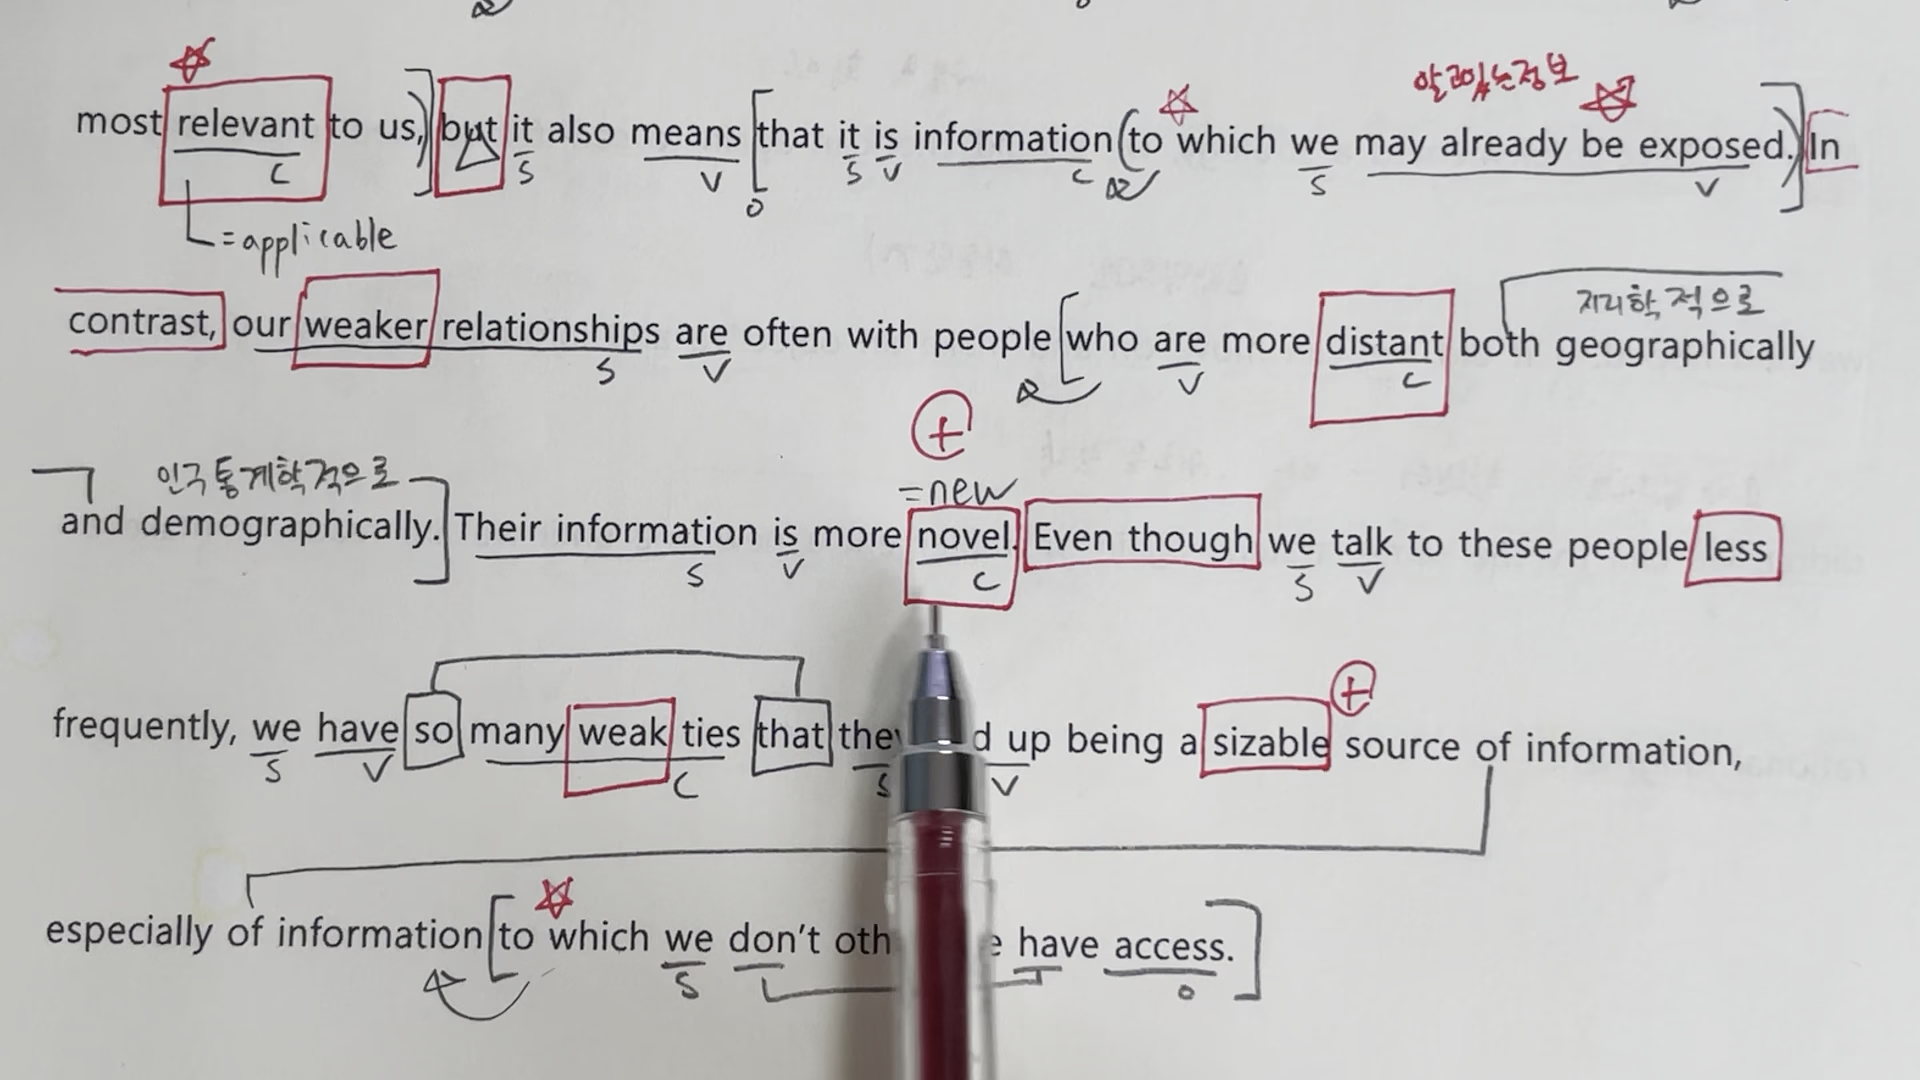 알려있는정보
most relevant to us, but it also means that it is information to which we may already be exposed. In
C S V O S V C S V
= applicable
지리학적으로
contrast, our weaker relationships are often with people who are more distant both geographically
S V V C
인구통계학적으로
= new
and demographically. Their information is more novel. Even though we talk to these people less
S V C S V
frequently, we have so many weak ties that they up being a sizable source of information,
S V C S V
especially of information to which we don't have access.
S O